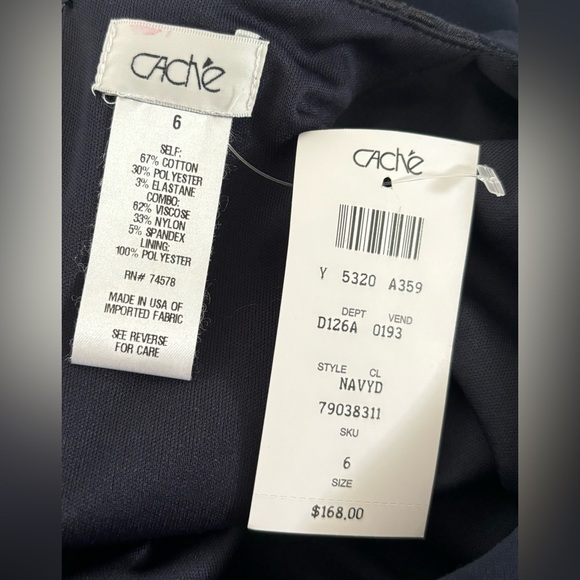 CACHÉ
6
SELF:
67% COTTON
30% POLYESTER
3% ELASTANE
COMBO:
62% VISCOSE
33% NYLON
5% SPANDEX
LINING:
100% POLYESTER
RN# 74578
MADE IN USA OF
IMPORTED FABRIC
SEE REVERSE
FOR CARE
CACHÉ
Y 5320 A359
DEPT VEND
D126A 0193
STYLE CL
NAVYD
79038311
SKU
6
SIZE
$168.00